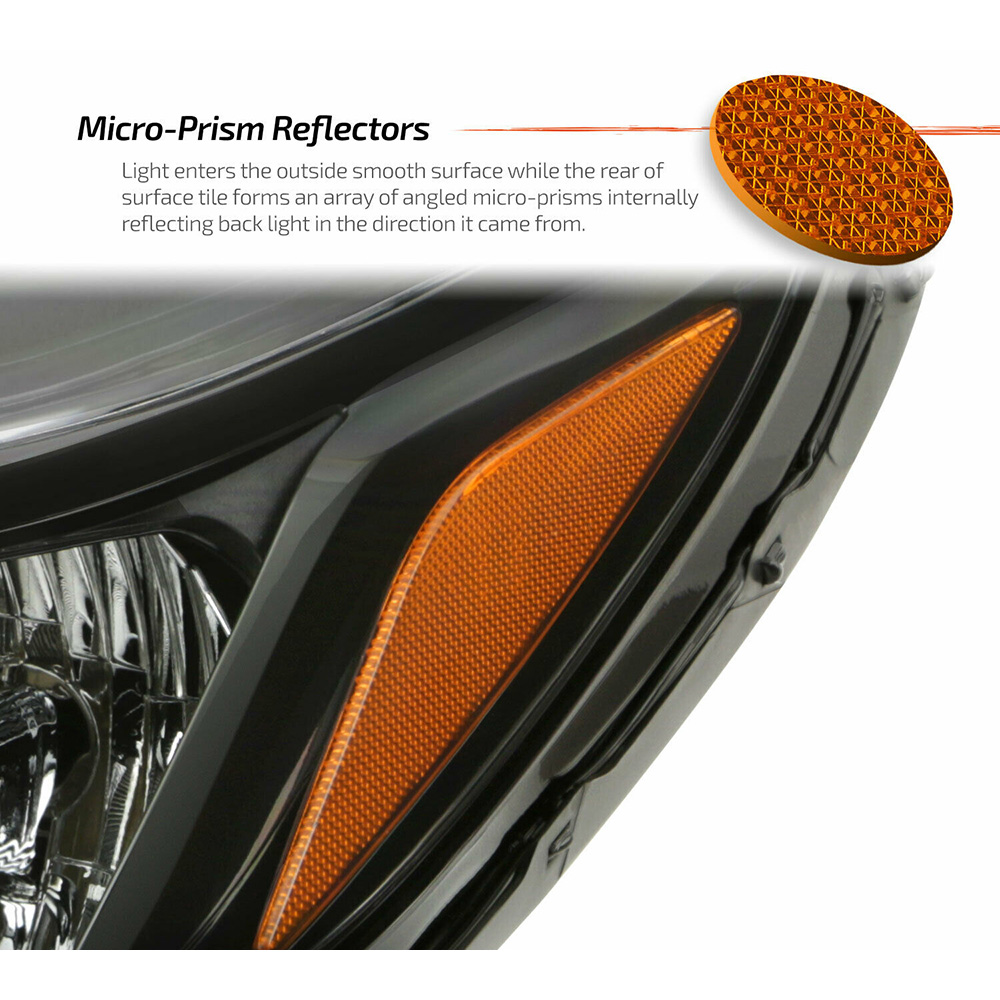 Micro-Prism Reflectors
Light enters the outside smooth surface while the rear of
surface tile forms an array of angled micro-prisms internally
reflecting back light in the direction it came from.